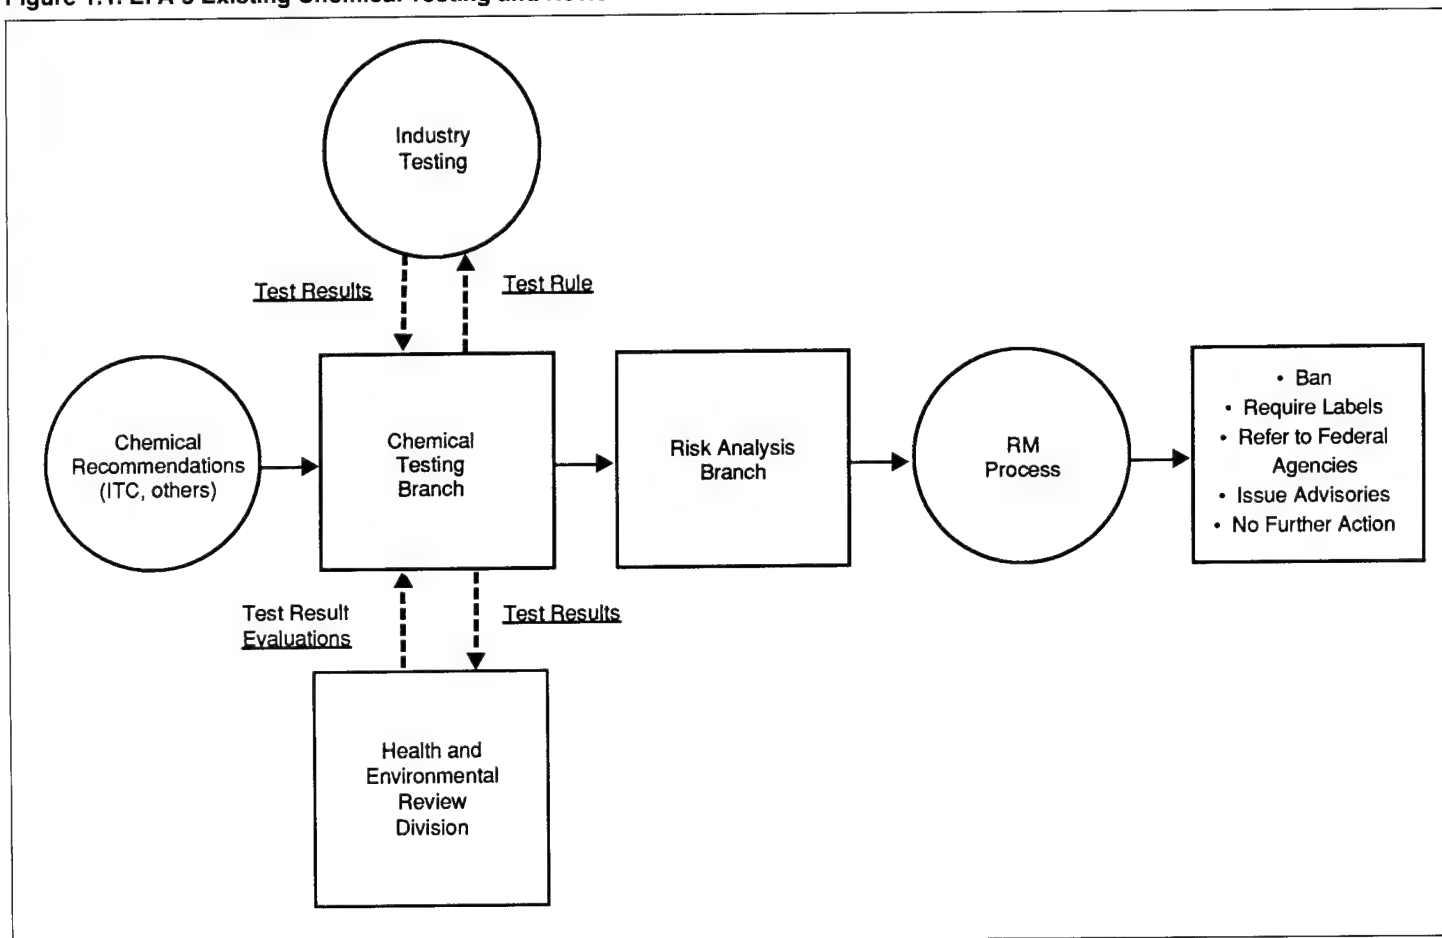 Industry
Testing
Test Results
Test Rule
Chemical
Recommendations
(ITC, others)
Chemical
Testing
Branch
Risk Analysis
Branch
RM
Process
• Ban
• Require Labels
• Refer to Federal
Agencies
• Issue Advisories
• No Further Action
Test Result
Evaluations
Test Results
Health and
Environmental
Review
Division